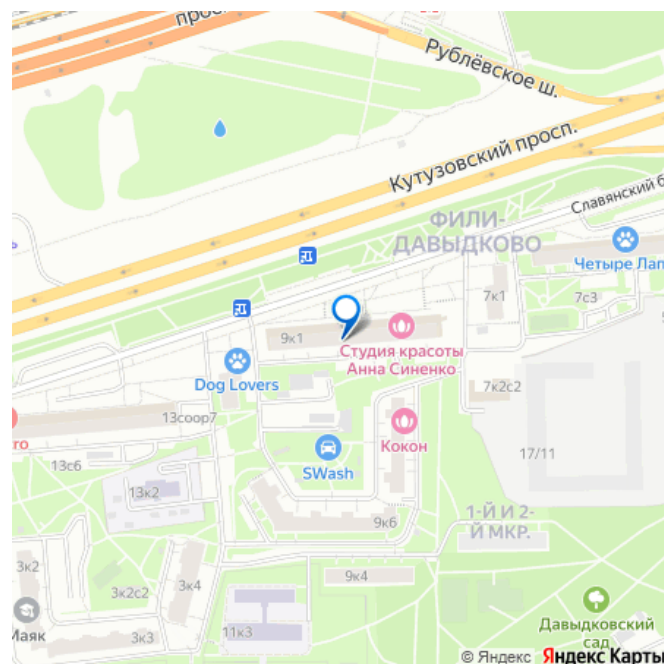 просп.
Рублёвское ш.
Кутузовский просп.
Славянский б
ФИЛИ-
ДАВЫДКОВО
Четыре Лап
7к1
7с3
9к1
Студия красоты
Анна Синенко
Dog Lovers
7к2с2
13соор7
Кокон
SWash
17/11
13с6
13к2
9к6
1-Й И 2-
Й МКР.
3к2
3к2с2
3к4
9к4
Маяк
3к3
11к3
Давыдковский
сад
© Яндекс Яндекс Карты